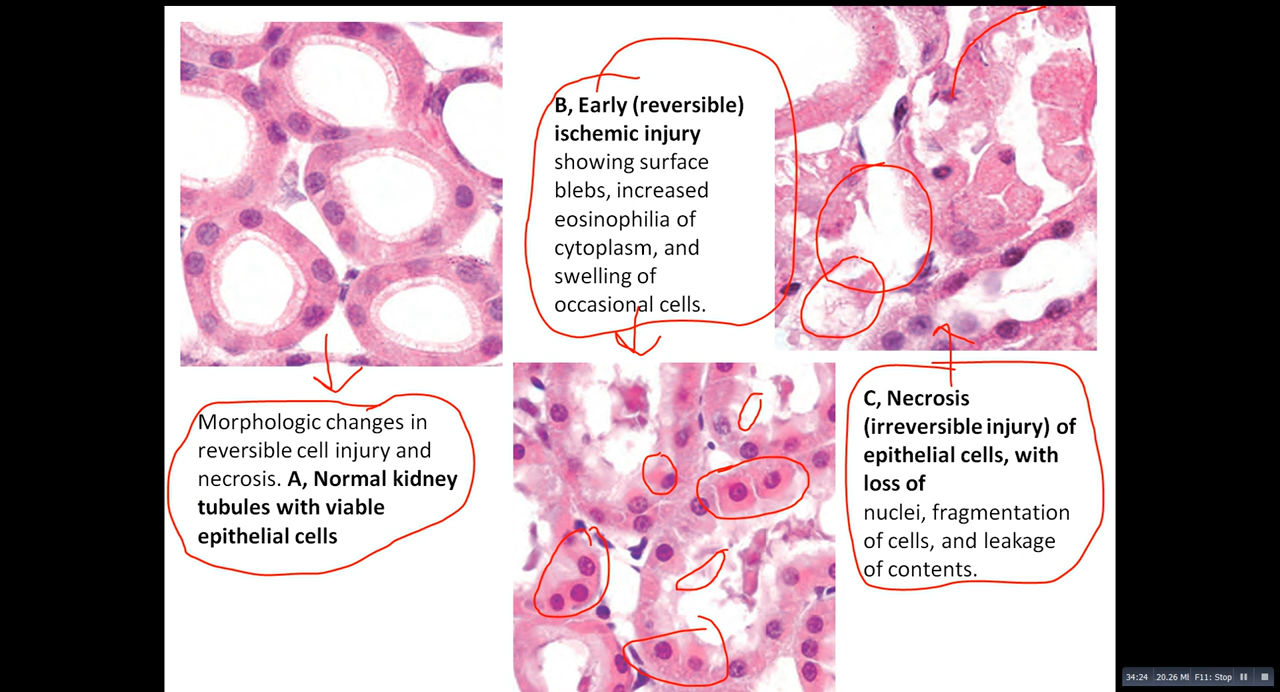 B, Early (reversible)
ischemic injury
showing surface
blebs, increased
eosinophilia of
cytoplasm, and
swelling of
occasional cells.
Morphologic changes in
reversible cell injury and
necrosis. A, Normal kidney
tubules with viable
epithelial cells
C, Necrosis
(irreversible injury) of
epithelial cells, with
loss of
nuclei, fragmentation
of cells, and leakage
of contents.
34:24 20.26 MI F11: Stop